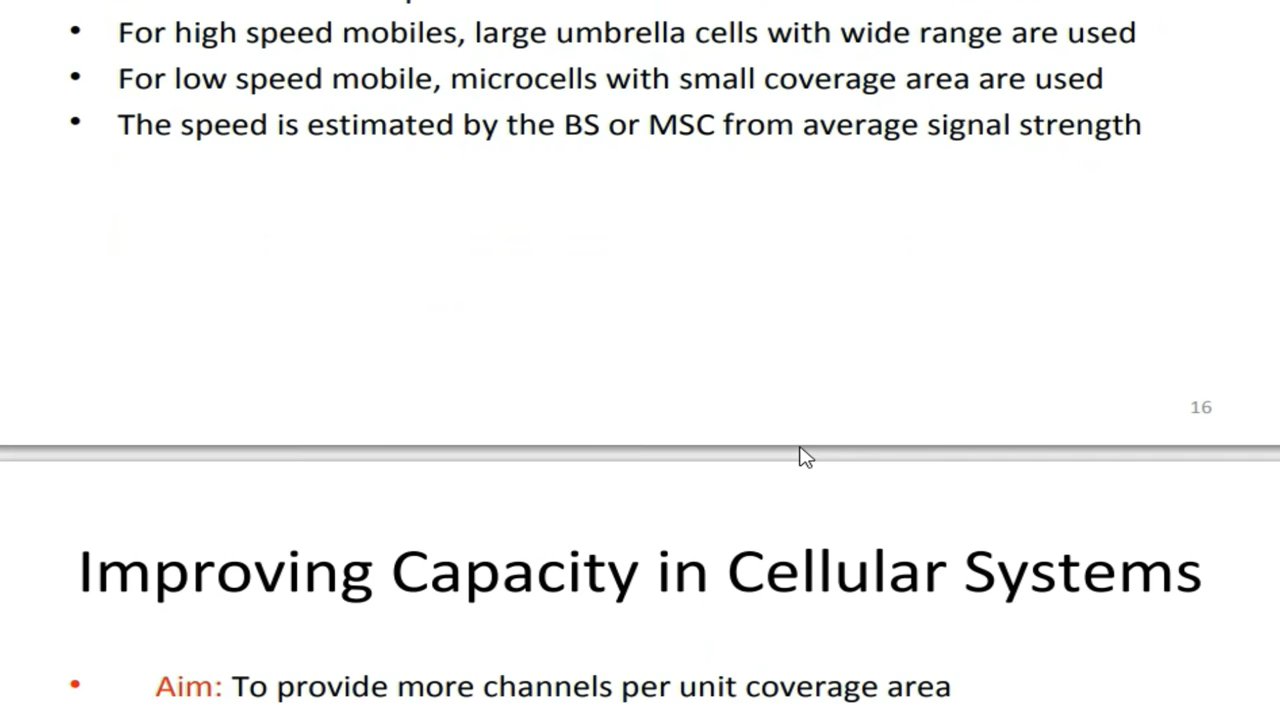 • For high speed mobiles, large umbrella cells with wide range are used
• For low speed mobile, microcells with small coverage area are used
• The speed is estimated by the BS or MSC from average signal strength
16
Improving Capacity in Cellular Systems
• Aim: To provide more channels per unit coverage area